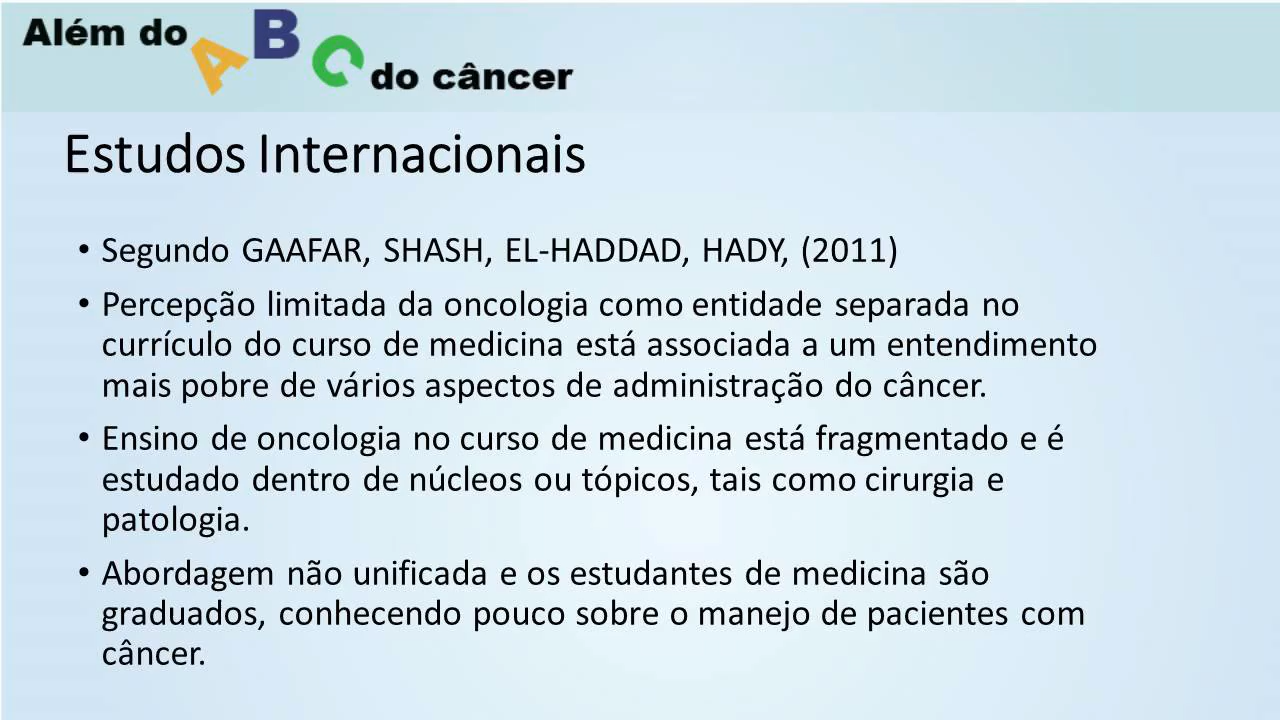 Além do ABC do câncer
Estudos Internacionais
• Segundo GAAFAR, SHASH, EL-HADDAD, HADY, (2011)
• Percepção limitada da oncologia como entidade separada no
currículo do curso de medicina está associada a um entendimento
mais pobre de vários aspectos de administração do câncer.
• Ensino de oncologia no curso de medicina está fragmentado e é
estudado dentro de núcleos ou tópicos, tais como cirurgia e
patologia.
• Abordagem não unificada e os estudantes de medicina são
graduados, conhecendo pouco sobre o manejo de pacientes com
câncer.